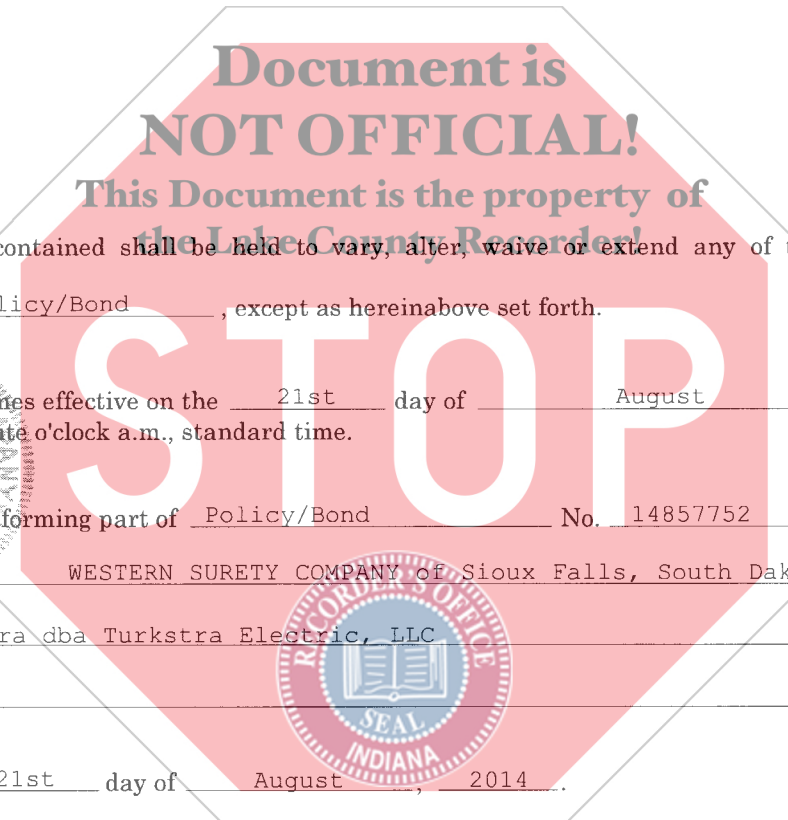 Document is
NOT OFFICIAL!
This Document is the property of
the Lake County Recorder!
contained shall be held to vary, alter, waive or extend any of
licy/Bond , except as hereinabove set forth.
nes effective on the 21st day of August
te o'clock a.m., standard time.
STOP
forming part of Policy/Bond No. 14857752
WESTERN SURETY COMPANY of Sioux Falls, South Dak
ra dba Turkstra Electric, LLC
RECORDER'S OFFICE
SEAL
INDIANA
21st day of August , 2014 .